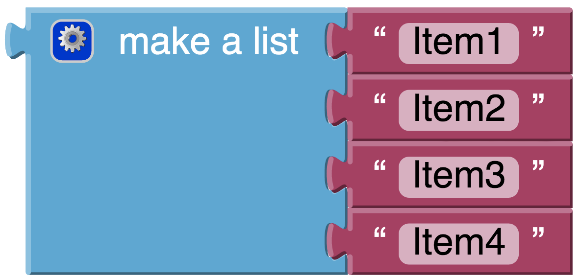 make a list “ Item1 ”
“ Item2 ”
“ Item3 ”
“ Item4 ”